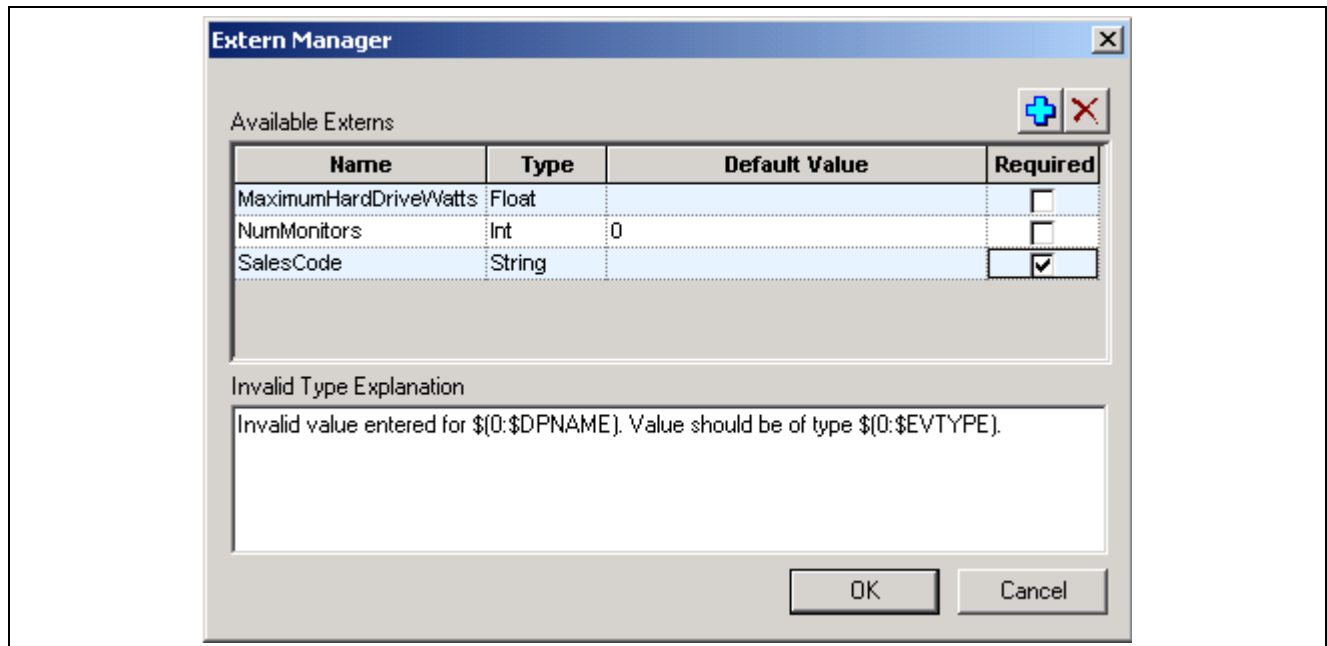 Extern Manager
Available Externs
Name Type Default Value Required
MaximumHardDriveWatts Float
NumMonitors Int 0
SalesCode String
Invalid Type Explanation
Invalid value entered for $(0:$DPNAME). Value should be of type $(0:$EVTYPE).
OK Cancel